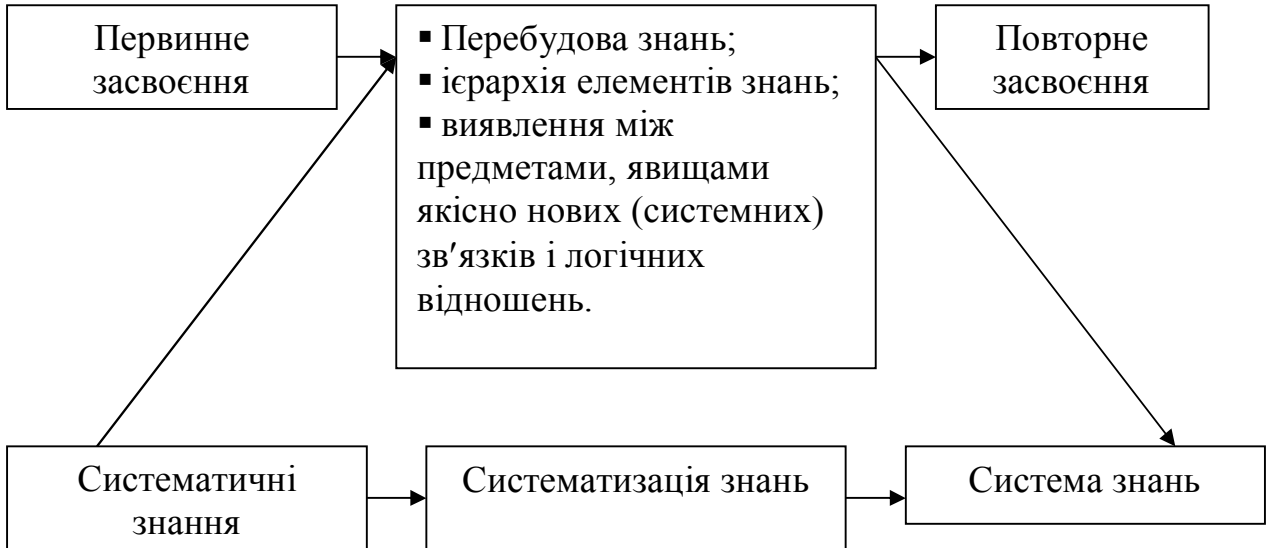 Первинне
засвоєння
▪ Перебудова знань;
▪ ієрархія елементів знань;
▪ виявлення між
предметами, явищами
якісно нових (системних)
зв′язків і логічних
відношень.
Повторне
засвоєння
Систематичні
знання
Систематизація знань
Система знань